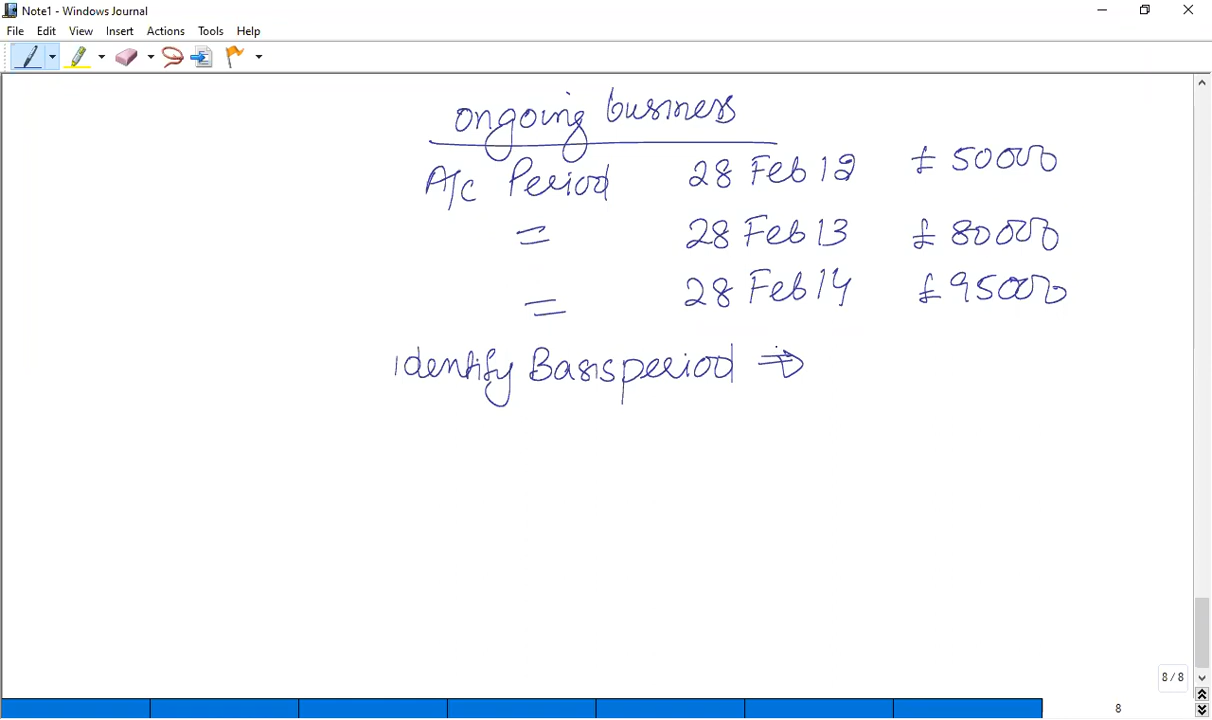 Note1 - Windows Journal
File Edit View Insert Actions Tools Help
ongoing business
A/c Period 28 Feb 12 £ 50000
= 28 Feb 13 £ 80000
= 28 Feb 14 £ 95000
Identify Basis period ⇒
8 / 8
8